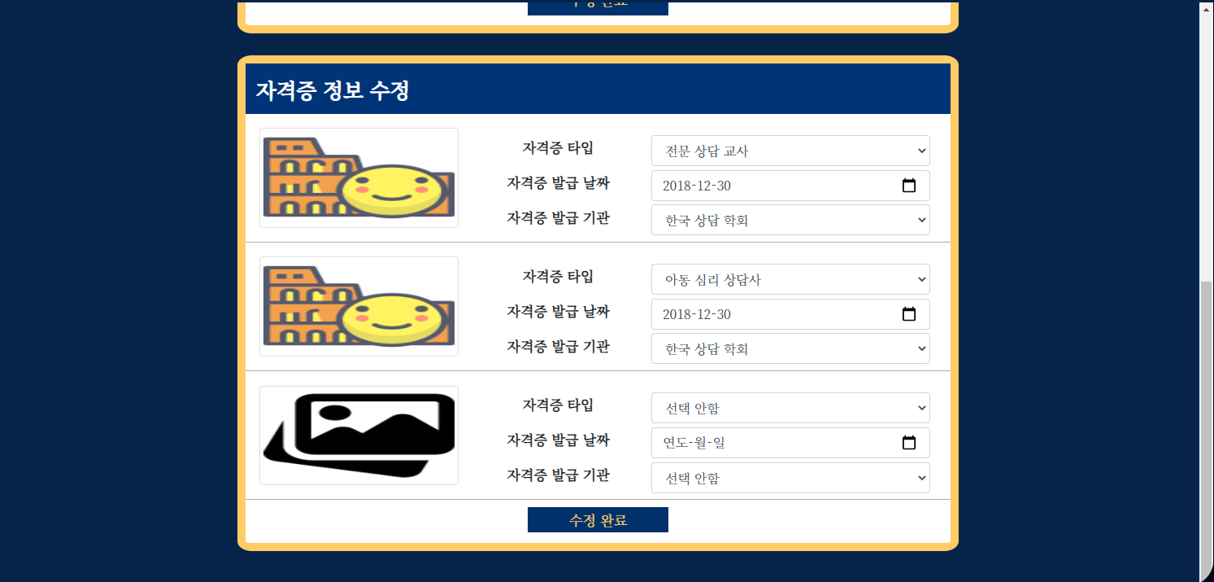 자격증 정보 수정
자격증 타입
전문 상담 교사
자격증 발급 날짜
2018-12-30
자격증 발급 기관
한국 상담 학회
자격증 타입
아동 심리 상담사
자격증 발급 날짜
2018-12-30
자격증 발급 기관
한국 상담 학회
자격증 타입
선택 안함
자격증 발급 날짜
연도-월-일
자격증 발급 기관
선택 안함
수정 완료